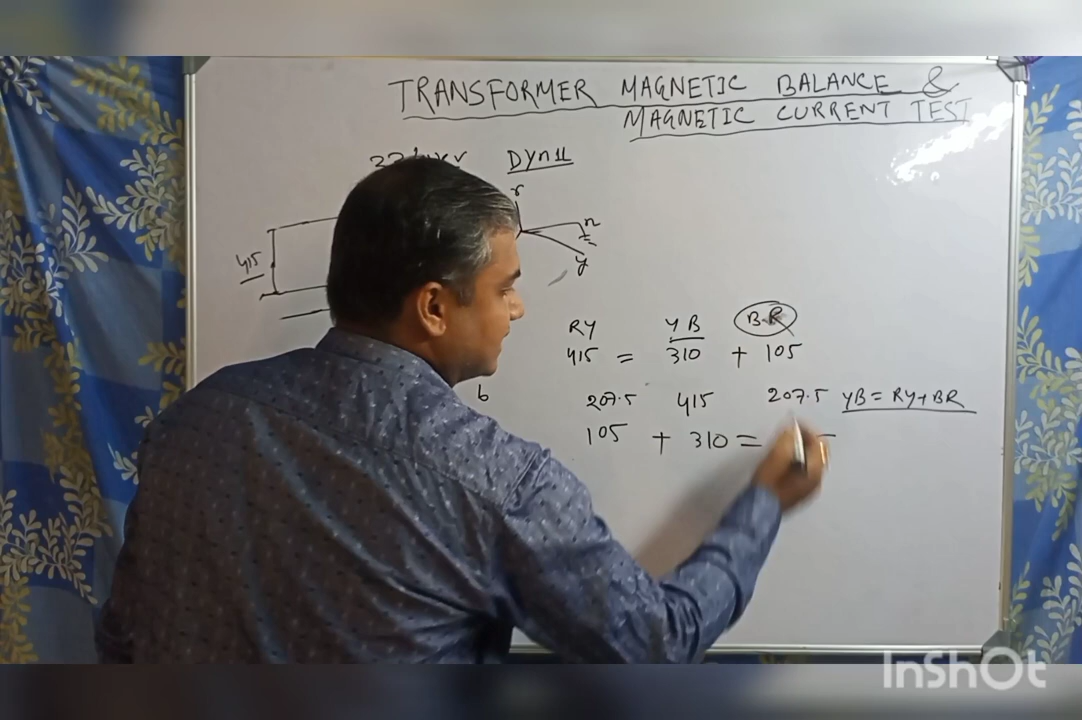 TRANSFORMER MAGNETIC BALANCE &
MAGNETIC CURRENT TEST
Dyn11
r
n
y
415
RY YB BR
415 = 310 + 105
b
207.5 415 207.5 YB = RY + BR
105 + 310 =
InShOt